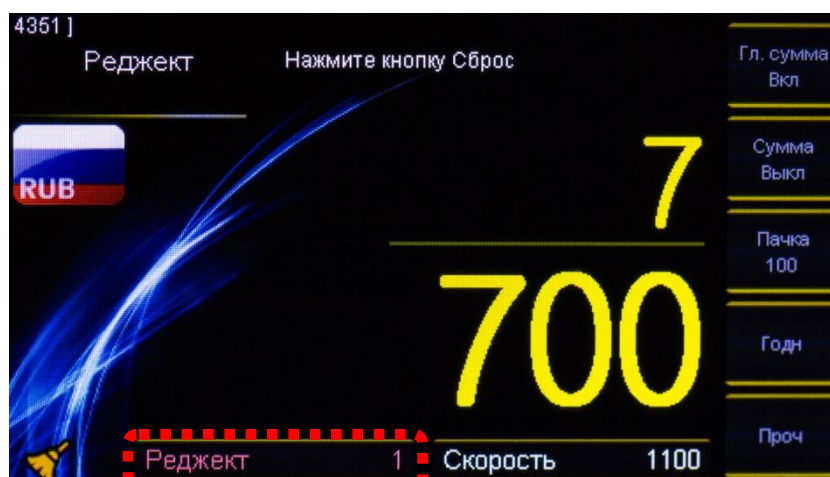 4351 ]
Реджект
Нажмите кнопку Сброс
Гл. сумма
Вкл
RUB
7
Сумма
Выкл
Пачка
100
700
Годн
Проч
Реджект 1
Скорость 1100